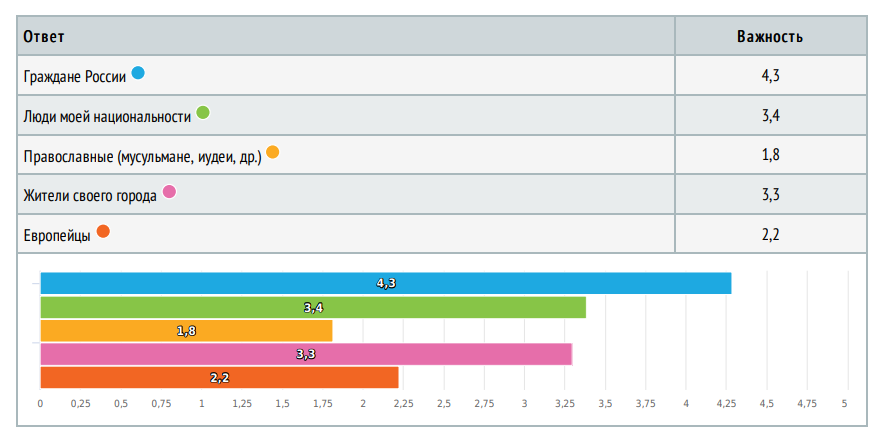 Ответ Важность
Граждане России 4,3
Люди моей национальности 3,4
Православные (мусульмане, иудеи, др.) 1,8
Жители своего города 3,3
Европейцы 2,2
4,3
3,4
1,8
3,3
2,2
0 0,25 0,5 0,75 1 1,25 1,5 1,75 2 2,25 2,5 2,75 3 3,25 3,5 3,75 4 4,25 4,5 4,75 5